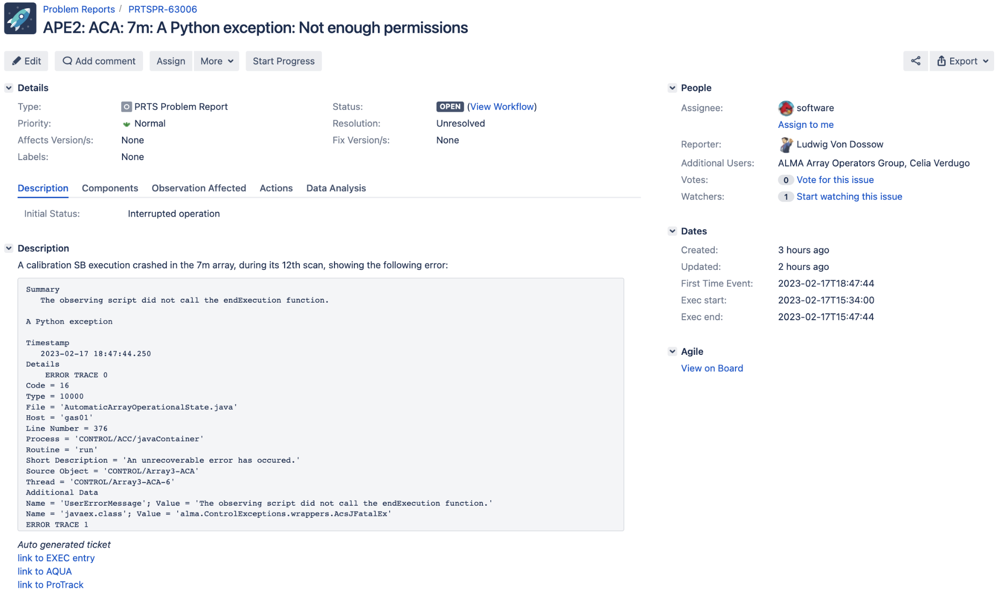 Problem Reports / PRTSPR-63006
APE2: ACA: 7m: A Python exception: Not enough permissions
Edit Add comment Assign More Start Progress Export
Details
Type: PRTS Problem Report Status: OPEN (View Workflow)
Priority: Normal Resolution: Unresolved
Affects Version/s: None Fix Version/s: None
Labels: None
Description Components Observation Affected Actions Data Analysis
Initial Status: Interrupted operation
Description
A calibration SB execution crashed in the 7m array, during its 12th scan, showing the following error:
Summary
The observing script did not call the endExecution function.
A Python exception
Timestamp
2023-02-17 18:47:44.250
Details
ERROR TRACE 0
Code = 16
Type = 10000
File = 'AutomaticArrayOperationalState.java'
Host = 'gas01'
Line Number = 376
Process = 'CONTROL/ACC/javaContainer'
Routine = 'run'
Short Description = 'An unrecoverable error has occured.'
Source Object = 'CONTROL/Array3-ACA'
Thread = 'CONTROL/Array3-ACA-6'
Additional Data
Name = 'UserErrorMessage'; Value = 'The observing script did not call the endExecution function.'
Name = 'javaex.class'; Value = 'alma.ControlExceptions.wrappers.AcsJFatalEx'
ERROR TRACE 1
Auto generated ticket
link to EXEC entry
link to AQUA
link to ProTrack
People
Assignee: software
Assign to me
Reporter: Ludwig Von Dossow
Additional Users: ALMA Array Operators Group, Celia Verdugo
Votes: 0 Vote for this issue
Watchers: 1 Start watching this issue
Dates
Created: 3 hours ago
Updated: 2 hours ago
First Time Event: 2023-02-17T18:47:44
Exec start: 2023-02-17T15:34:00
Exec end: 2023-02-17T15:47:44
Agile
View on Board